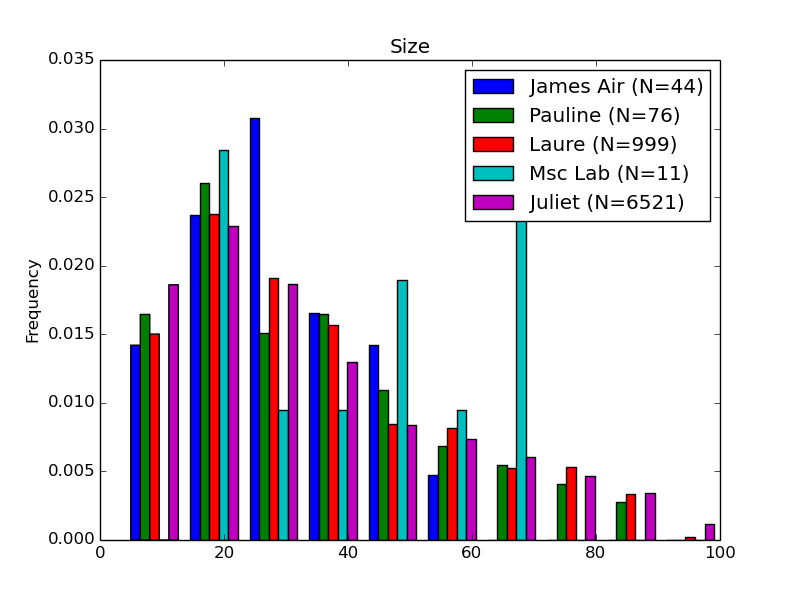 Size
0.035
0.030
0.025
0.020
0.015
0.010
0.005
0.000
Frequency
James Air (N=44)
Pauline (N=76)
Laure (N=999)
Msc Lab (N=11)
Juliet (N=6521)
0 20 40 60 80 100